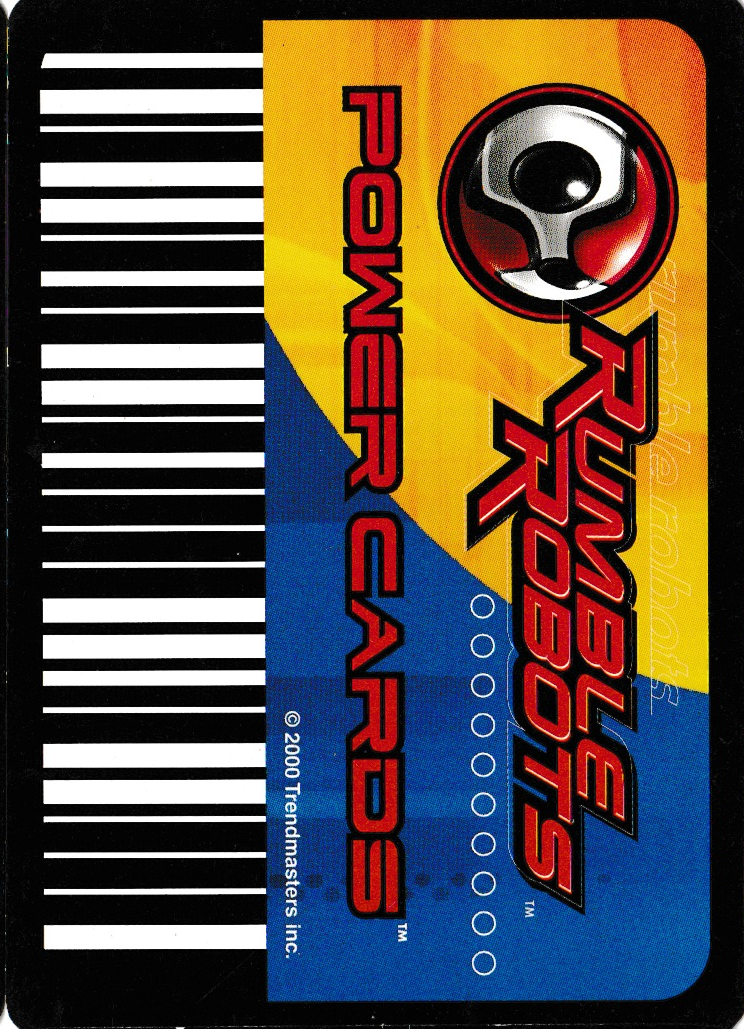 rumble robots
RUMBLE
ROBOTS™
POWER CARDS™
© 2000 Trendmasters inc.